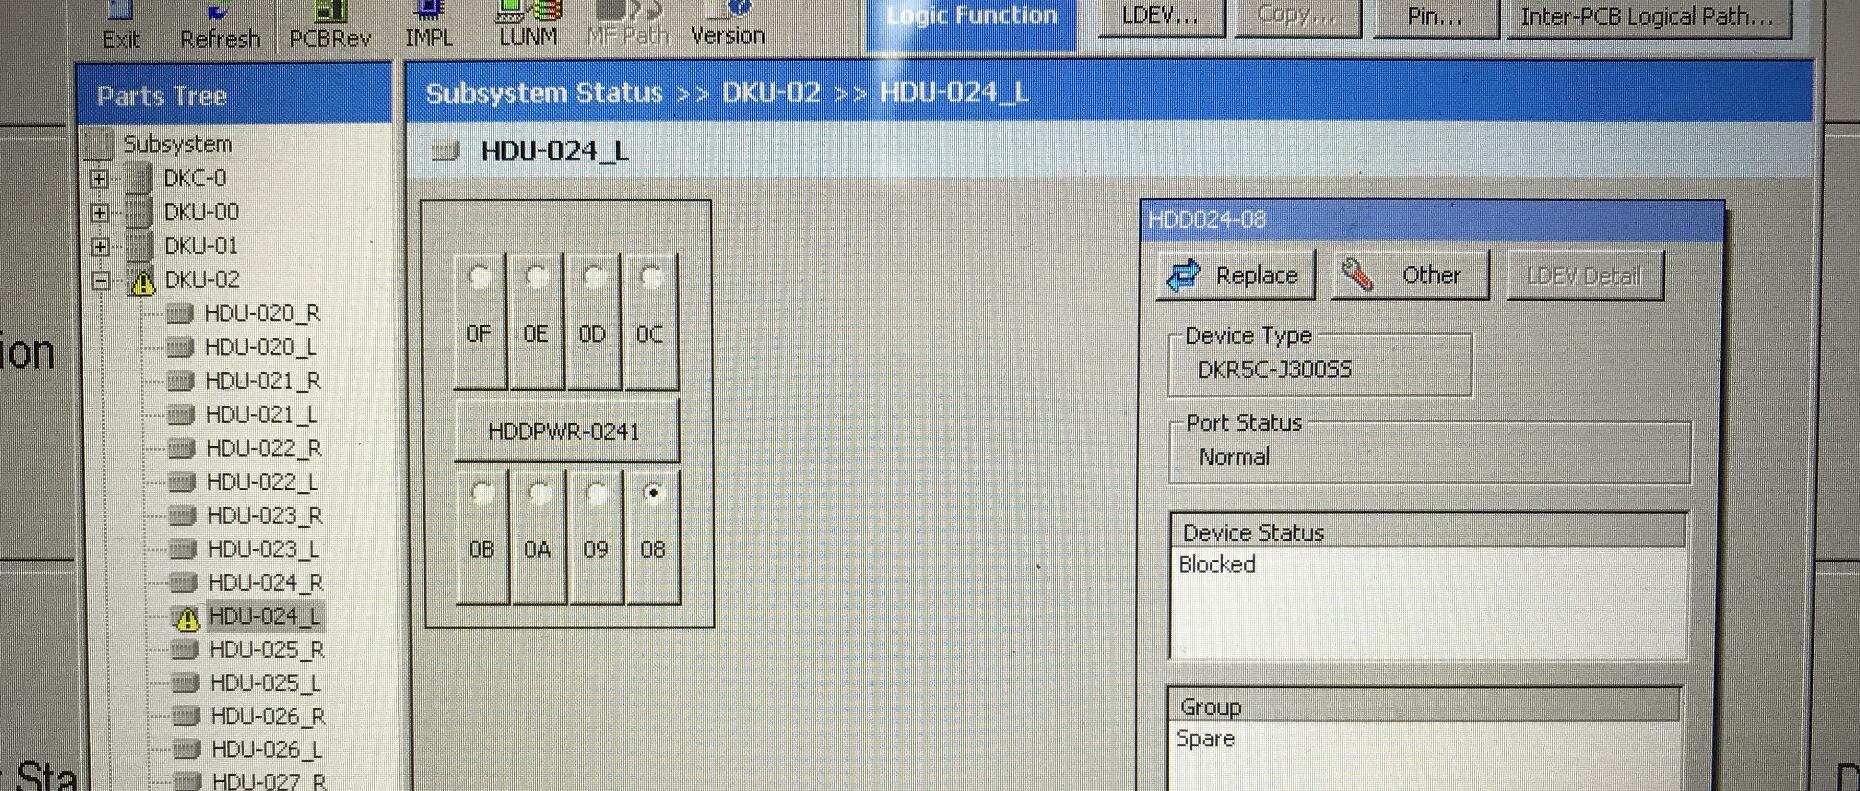 Exit
Refresh
PCBRev
IMPL
LUNM
MF Path
Version
Logic Function
LDEV...
Copy...
Pin...
Inter-PCB Logical Path...
Parts Tree
Subsystem
DKC-0
DKU-00
DKU-01
DKU-02
HDU-020_R
HDU-020_L
HDU-021_R
HDU-021_L
HDU-022_R
HDU-022_L
HDU-023_R
HDU-023_L
HDU-024_R
HDU-024_L
HDU-025_R
HDU-025_L
HDU-026_R
HDU-026_L
HDU-027_R
Subsystem Status >> DKU-02 >> HDU-024_L
HDU-024_L
0F 0E 0D 0C
HDDPWR-0241
0B 0A 09 08
HDD024-08
Replace
Other
LDEV Detail
Device Type
DKR5C-J300SS
Port Status
Normal
Device Status
Blocked
Group
Spare
ion
Sta